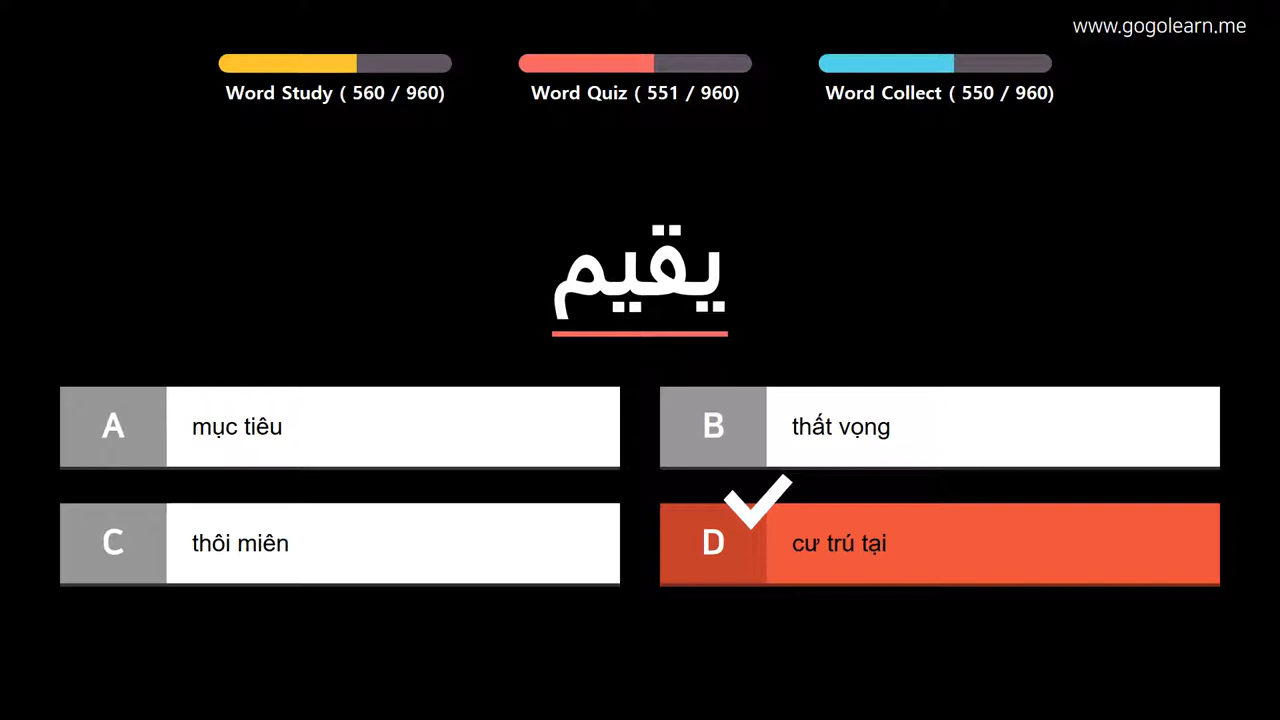 www.gogolearn.me
Word Study ( 560 / 960)
Word Quiz ( 551 / 960)
Word Collect ( 550 / 960)
يقيم
A
mục tiêu
B
thất vọng
C
thôi miên
D
cư trú tại